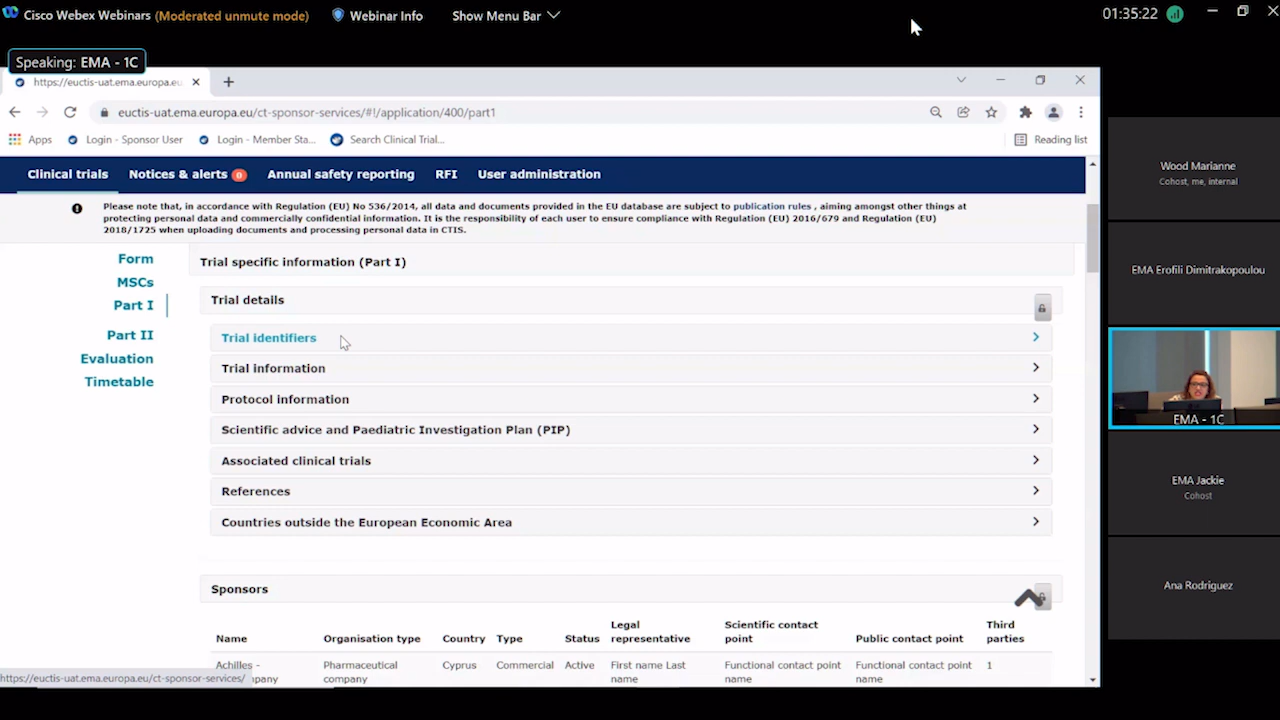 Cisco Webex Webinars (Moderated unmute mode) Webinar Info Show Menu Bar 01:35:22
Speaking: EMA - 1C
https://euctis-uat.ema.europa.eu
euctis-uat.ema.europa.eu/ct-sponsor-services/#!/application/400/part1
Apps Login - Sponsor User Login - Member Sta... Search Clinical Trial... Reading list
Clinical trials Notices & alerts 0 Annual safety reporting RFI User administration
Please note that, in accordance with Regulation (EU) No 536/2014, all data and documents provided in the EU database are subject to publication rules , aiming amongst other things at
protecting personal data and commercially confidential information. It is the responsibility of each user to ensure compliance with Regulation (EU) 2016/679 and Regulation (EU)
2018/1725 when uploading documents and processing personal data in CTIS.
Form
MSCs
Part I
Part II
Evaluation
Timetable
Trial specific information (Part I)
Trial details
Trial identifiers
Trial information
Protocol information
Scientific advice and Paediatric Investigation Plan (PIP)
Associated clinical trials
References
Countries outside the European Economic Area
Sponsors
Name Organisation type Country Type Status Legal representative Scientific contact point Public contact point Third parties
Achilles - Pharmaceutical company Cyprus Commercial Active First name Last name Functional contact point name Functional contact point name 1
https://euctis-uat.ema.europa.eu/ct-sponsor-services/
Wood Marianne
Cohost, me, internal
EMA Erofili Dimitrakopoulou
EMA - 1C
EMA Jackie
Cohost
Ana Rodriguez